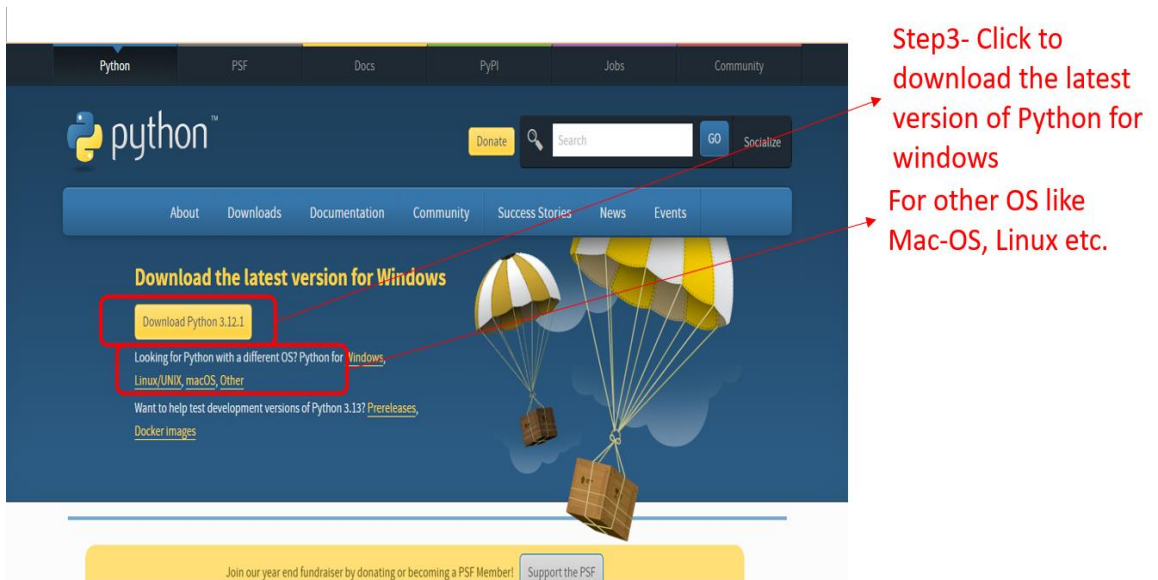 Python
PSF
Docs
PyPI
Jobs
Community
python™
Donate
Search
GO
Socialize
About
Downloads
Documentation
Community
Success Stories
News
Events
Download the latest version for Windows
Download Python 3.12.1
Looking for Python with a different OS? Python for Windows,
Linux/UNIX, macOS, Other
Want to help test development versions of Python 3.13? Prereleases,
Docker images
Join our year end fundraiser by donating or becoming a PSF Member!
Support the PSF
Step3- Click to
download the latest
version of Python for
windows
For other OS like
Mac-OS, Linux etc.